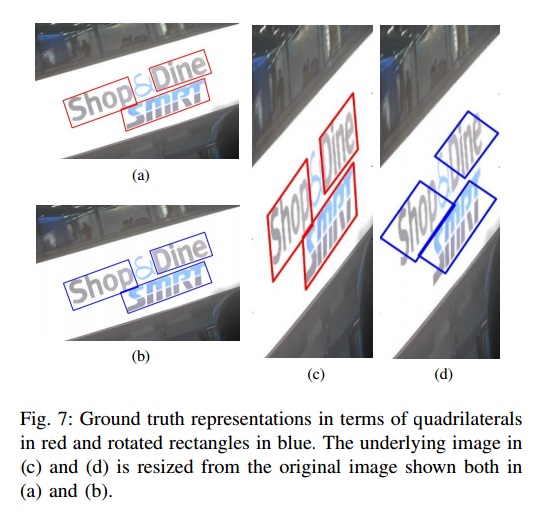 Shop & Dine
SMRT
(a)
Shop & Dine
SMRT
(b)
Shop & Dine
SMRT
(c)
Shop & Dine
SMRT
(d)
Fig. 7: Ground truth representations in terms of quadrilaterals
in red and rotated rectangles in blue. The underlying image in
(c) and (d) is resized from the original image shown both in
(a) and (b).